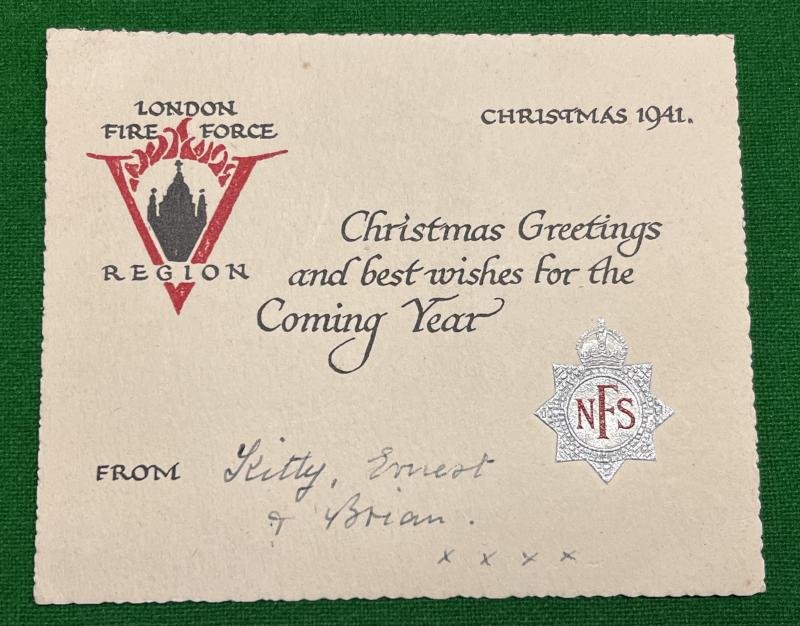 LONDON
FIRE FORCE
REGION
CHRISTMAS 1941.
Christmas Greetings
and best wishes for the
Coming Year
NFS
FROM Kitty, Ernest
+ Brian.
x x x x